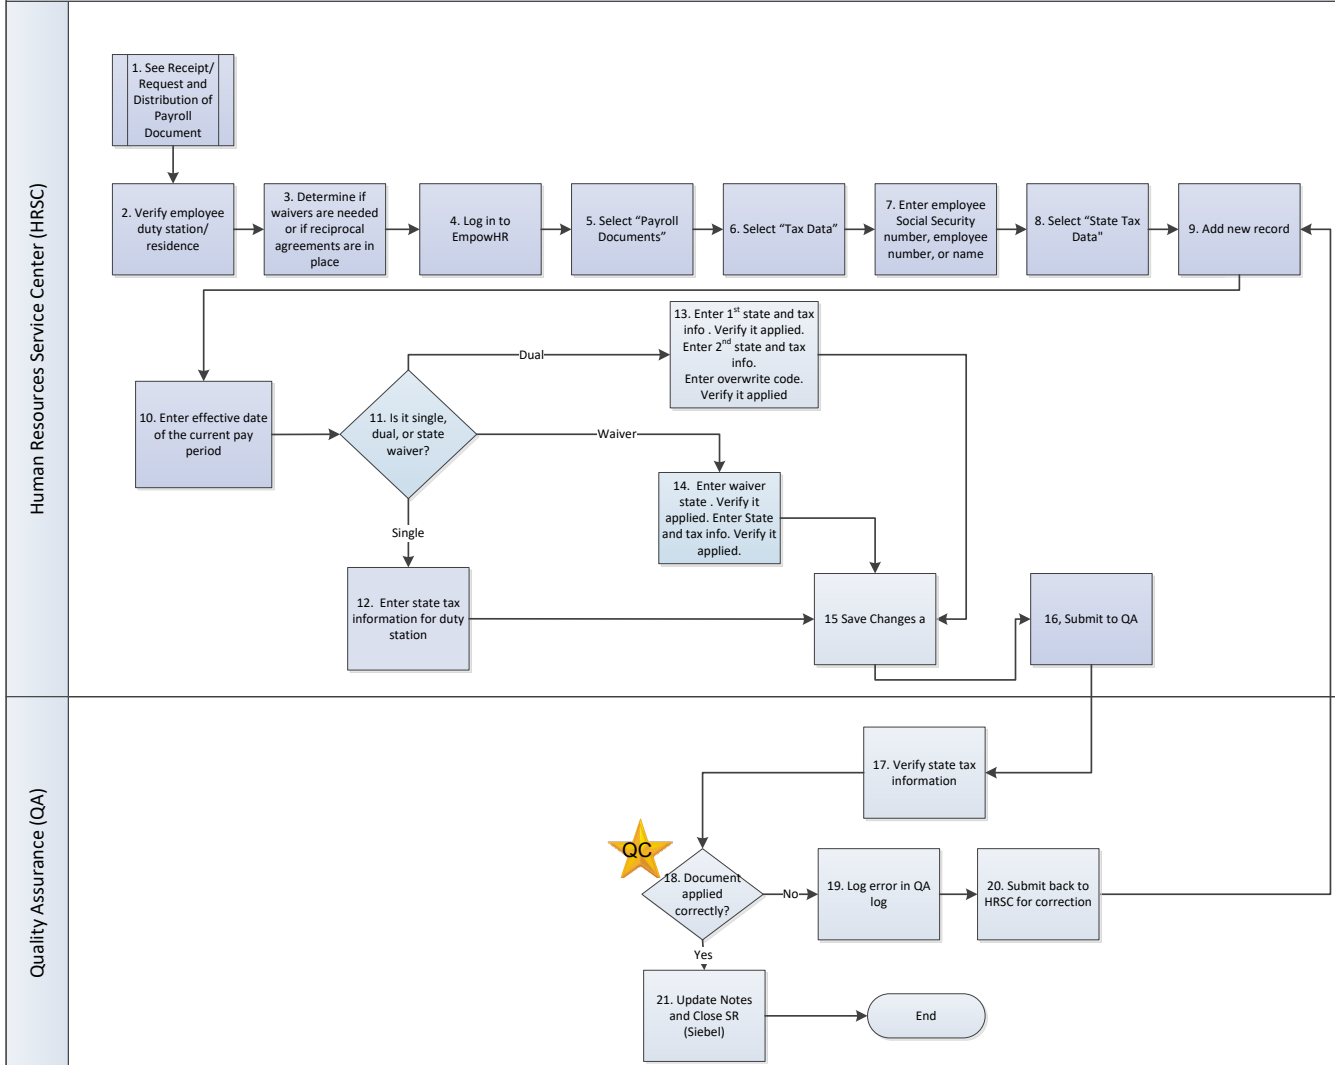 Human Resources Service Center (HRSC)
1. See Receipt/
Request and
Distribution of
Payroll
Document
2. Verify employee
duty station/
residence
3. Determine if
waivers are needed
or if reciprocal
agreements are in
place
4. Log in to
EmpowHR
5. Select “Payroll
Documents”
6. Select “Tax Data”
7. Enter employee
Social Security
number, employee
number, or name
8. Select “State Tax
Data"
9. Add new record
10. Enter effective date
of the current pay
period
11. Is it single,
dual, or state
waiver?
Dual
Waiver
Single
13. Enter 1st state and tax
info . Verify it applied.
Enter 2nd state and tax
info.
Enter overwrite code.
Verify it applied
14. Enter waiver
state . Verify it
applied. Enter State
and tax info. Verify it
applied.
12. Enter state tax
information for duty
station
15 Save Changes a
16, Submit to QA
Quality Assurance (QA)
17. Verify state tax
information
QC
18. Document
applied
correctly?
No
19. Log error in QA
log
20. Submit back to
HRSC for correction
Yes
21. Update Notes
and Close SR
(Siebel)
End